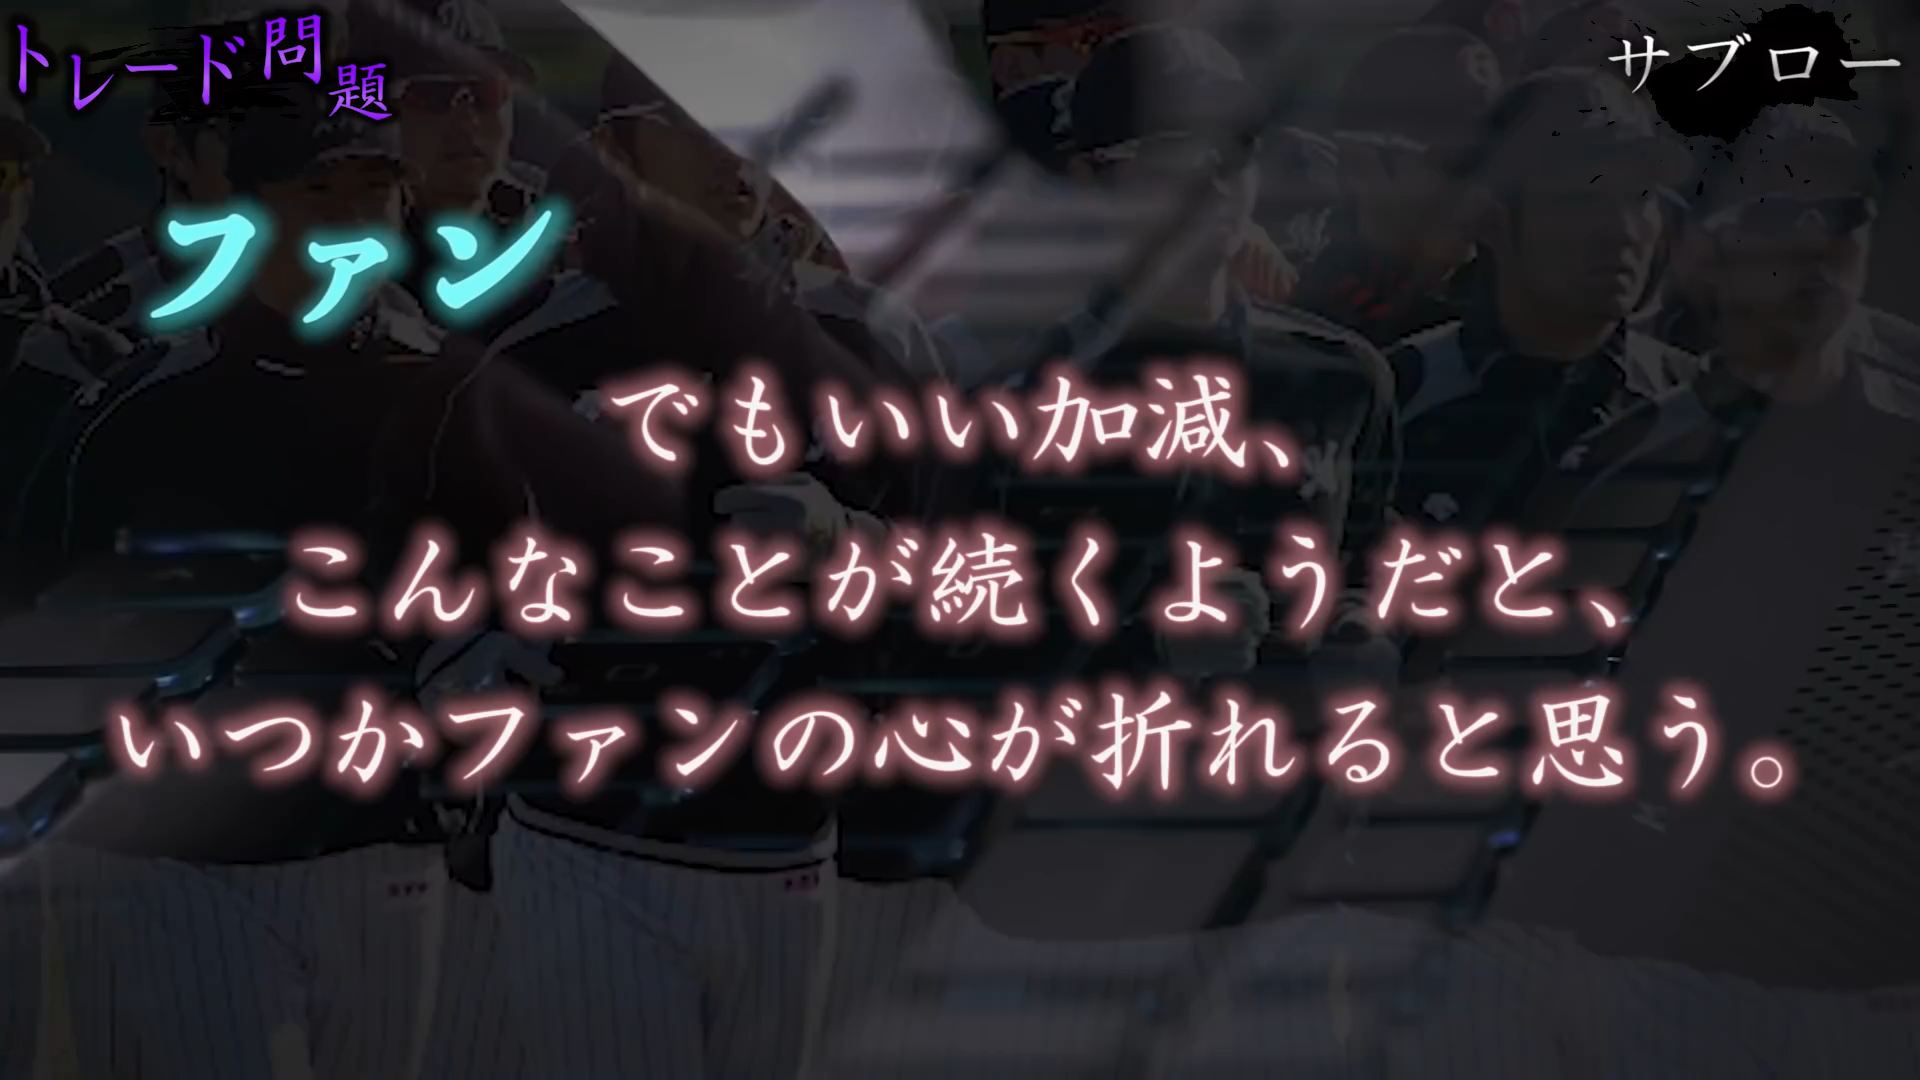 トレード問題
サブロー
ファン
でもいい加減、
こんなことが続くようだと、
いつかファンの心が折れると思う。